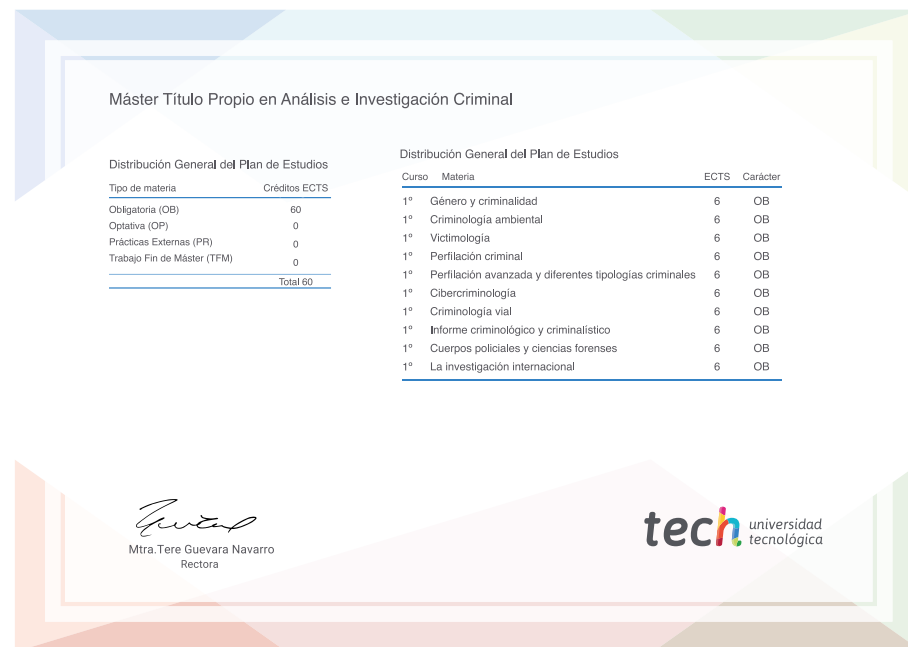 Máster Título Propio en Análisis e Investigación Criminal
Distribución General del Plan de Estudios
Tipo de materia Créditos ECTS
Obligatoria (OB) 60
Optativa (OP) 0
Prácticas Externas (PR) 0
Trabajo Fin de Máster (TFM) 0
Total 60
Distribución General del Plan de Estudios
Curso Materia ECTS Carácter
1º Género y criminalidad 6 OB
1º Criminología ambiental 6 OB
1º Victimología 6 OB
1º Perfilación criminal 6 OB
1º Perfilación avanzada y diferentes tipologías criminales 6 OB
1º Cibercriminología 6 OB
1º Criminología vial 6 OB
1º Informe criminológico y criminalístico 6 OB
1º Cuerpos policiales y ciencias forenses 6 OB
1º La investigación internacional 6 OB
Mtra.Tere Guevara Navarro
Rectora
tech universidad
tecnológica